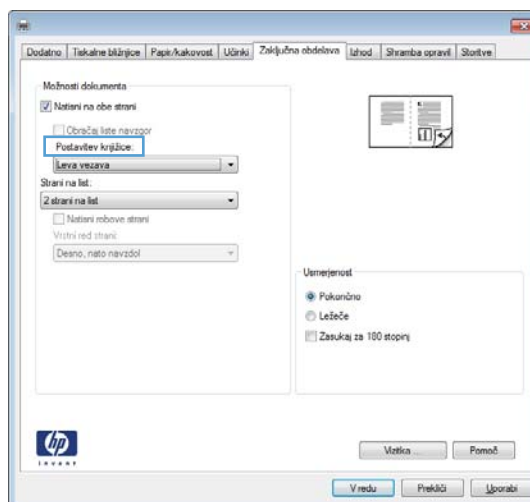 Dodatno Tiskalne bližnjice Papir/kakovost Učinki Zaključna obdelava Izhod Shramba opravil Storitve
Možnosti dokumenta
Natisni na obe strani
Obračaj liste navzgor
Postavitev knjižice:
Leva vezava
Strani na list:
2 strani na list
Natisni robove strani
Vrstni red strani:
Desno, nato navzdol
Usmerjenost
Pokončno
Ležeče
Zasukaj za 180 stopinj
hp
invent
Vizitka ...
Pomoč
V redu
Prekliči
Uporabi